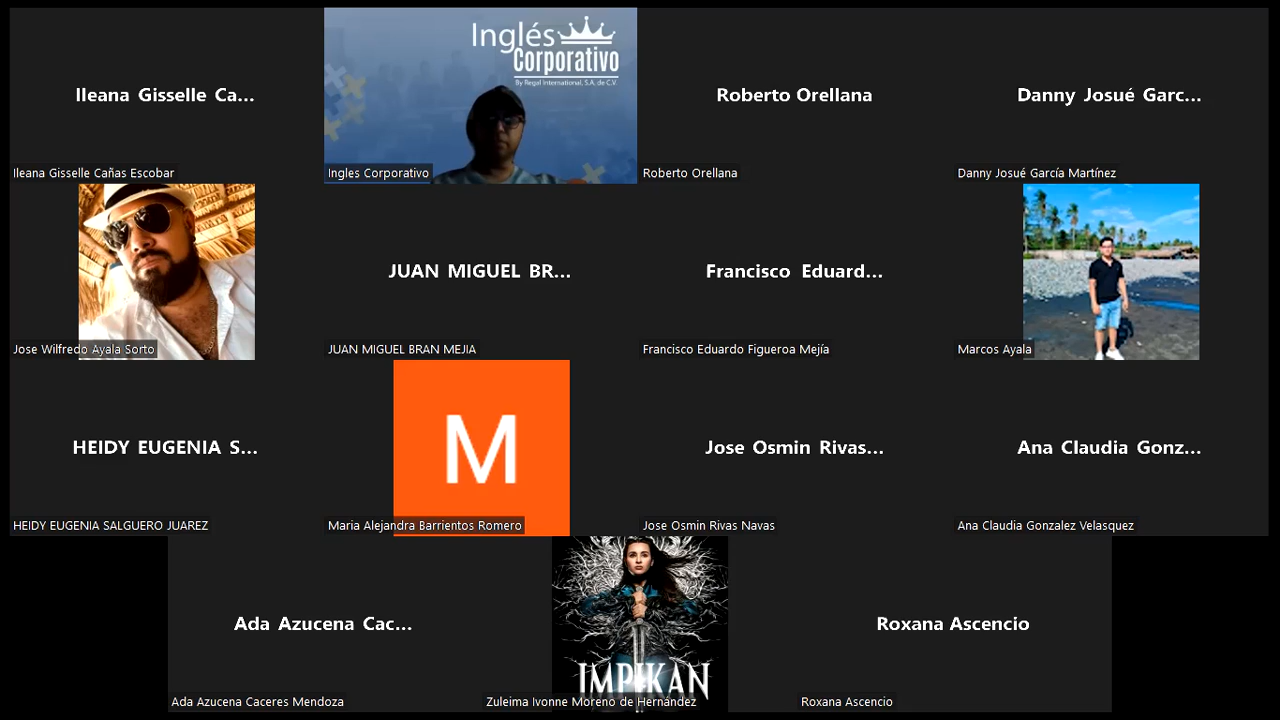 Ileana Gisselle Ca...
Inglés
Corporativo
By Regal International, S.A. de C.V.
Roberto Orellana
Danny Josué Garc...
Ileana Gisselle Cañas Escobar
Ingles Corporativo
Roberto Orellana
Danny Josué García Martínez
JUAN MIGUEL BR...
Francisco Eduard...
Jose Wilfredo Ayala Sorto
JUAN MIGUEL BRAN MEJIA
Francisco Eduardo Figueroa Mejía
Marcos Ayala
HEIDY EUGENIA S...
M
Jose Osmin Rivas...
Ana Claudia Gonz...
HEIDY EUGENIA SALGUERO JUAREZ
Maria Alejandra Barrientos Romero
Jose Osmin Rivas Navas
Ana Claudia Gonzalez Velasquez
Ada Azucena Cac...
IMPIKAN
Roxana Ascencio
Ada Azucena Caceres Mendoza
Zuleima Ivonne Moreno de Hernández
Roxana Ascencio